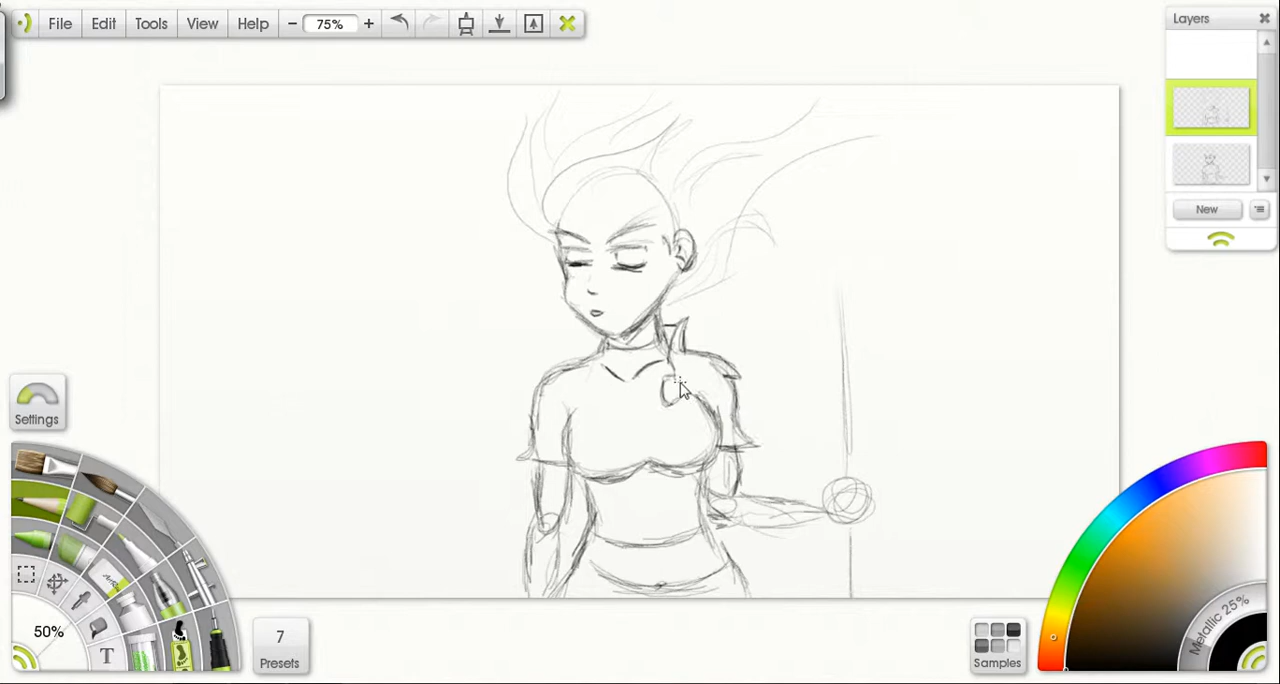 File Edit Tools View Help − 75% +
Layers
New
Settings
50%
T
7
Presets
Samples
Metallic 25%